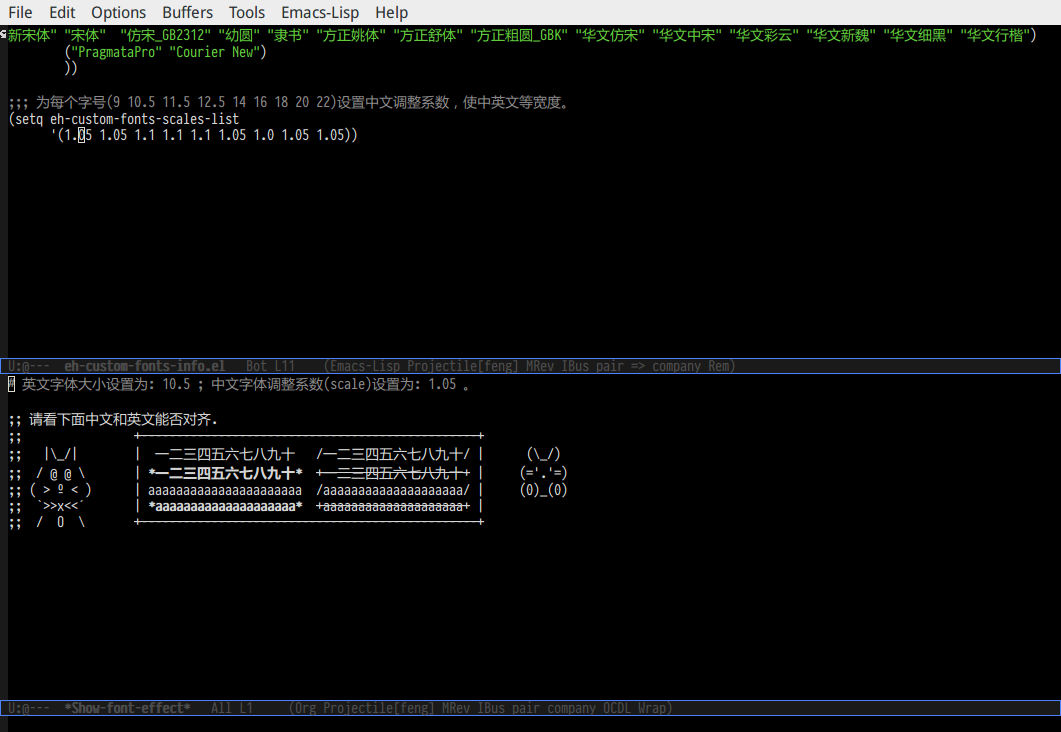 File Edit Options Buffers Tools Emacs-Lisp Help
新宋体" "宋体"  "仿宋_GB2312" "幼圆" "隶书" "方正姚体" "方正舒体" "方正粗圆_GBK" "华文仿宋" "华文中宋" "华文彩云" "华文新魏" "华文细黑" "华文行楷")
("PragmataPro" "Courier New")
))
;;; 为每个字号(9 10.5 11.5 12.5 14 16 18 20 22)设置中文调整系数，使中英文等宽度。
(setq eh-custom-fonts-scales-list
'(1.05 1.05 1.1 1.1 1.1 1.05 1.0 1.05 1.05))
U:@---  eh-custom-fonts-info.el   Bot L11    (Emacs-Lisp Projectile[feng] MRev IBus pair => company Rem)
# 英文字体大小设置为: 10.5 ; 中文字体调整系数(scale)设置为: 1.05 。
;; 请看下面中文和英文能否对齐.
;;                +-------------------------------------------------+
;;   |\_/|        |  一二三四五六七八九十   /一二三四五六七八九十/ |      (\_/)
;;  / @ @ \       | *一二三四五六七八九十*  +一二三四五六七八九十+ |     (='.'=)
;; ( > º < )      | aaaaaaaaaaaaaaaaaaaaaa  /aaaaaaaaaaaaaaaaaaaa/ |     (0)_(0)
;;  `>>x<<´       | *aaaaaaaaaaaaaaaaaaaa*  +aaaaaaaaaaaaaaaaaaaa+ |
;;  /  O  \       +-------------------------------------------------+
U:@---  *Show-font-effect*   All L1     (Org Projectile[feng] MRev IBus pair company OCDL Wrap)